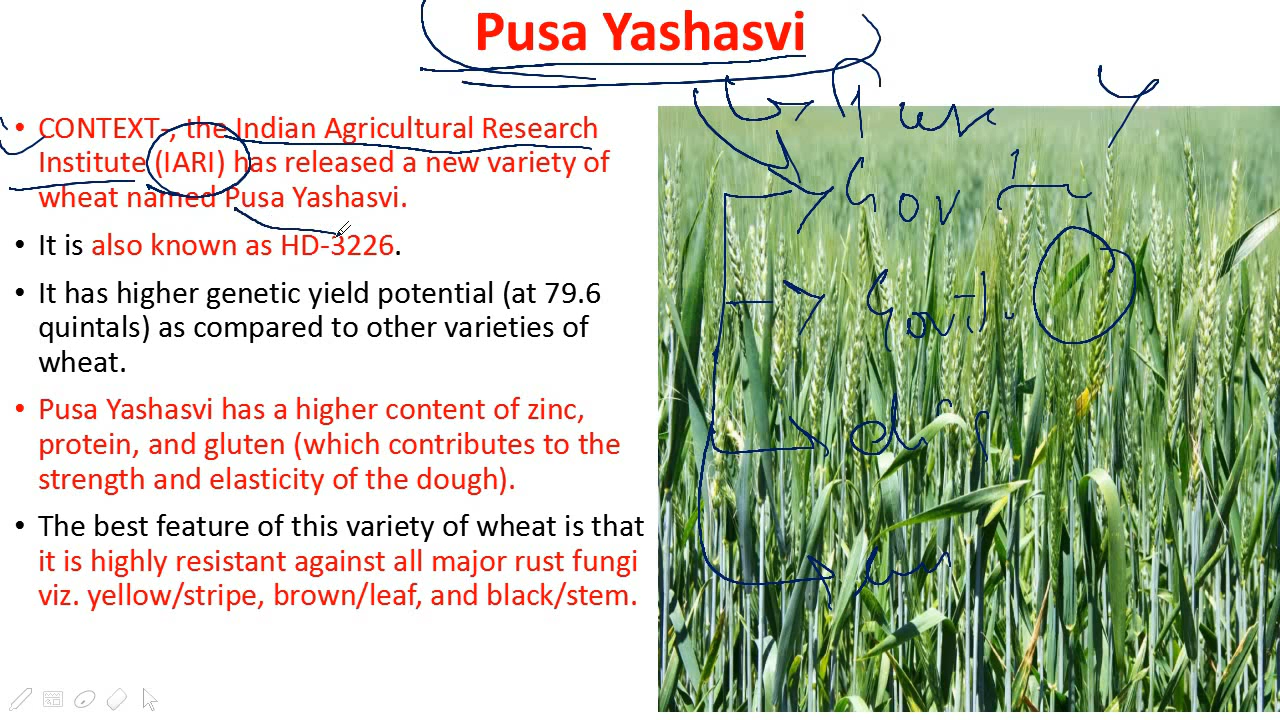 Pusa Yashasvi
• CONTEXT-, the Indian Agricultural Research
Institute (IARI) has released a new variety of
wheat named Pusa Yashasvi.
• It is also known as HD-3226.
• It has higher genetic yield potential (at 79.6
quintals) as compared to other varieties of
wheat.
• Pusa Yashasvi has a higher content of zinc,
protein, and gluten (which contributes to the
strength and elasticity of the dough).
• The best feature of this variety of wheat is that
it is highly resistant against all major rust fungi
viz. yellow/stripe, brown/leaf, and black/stem.
Gov
Govt.